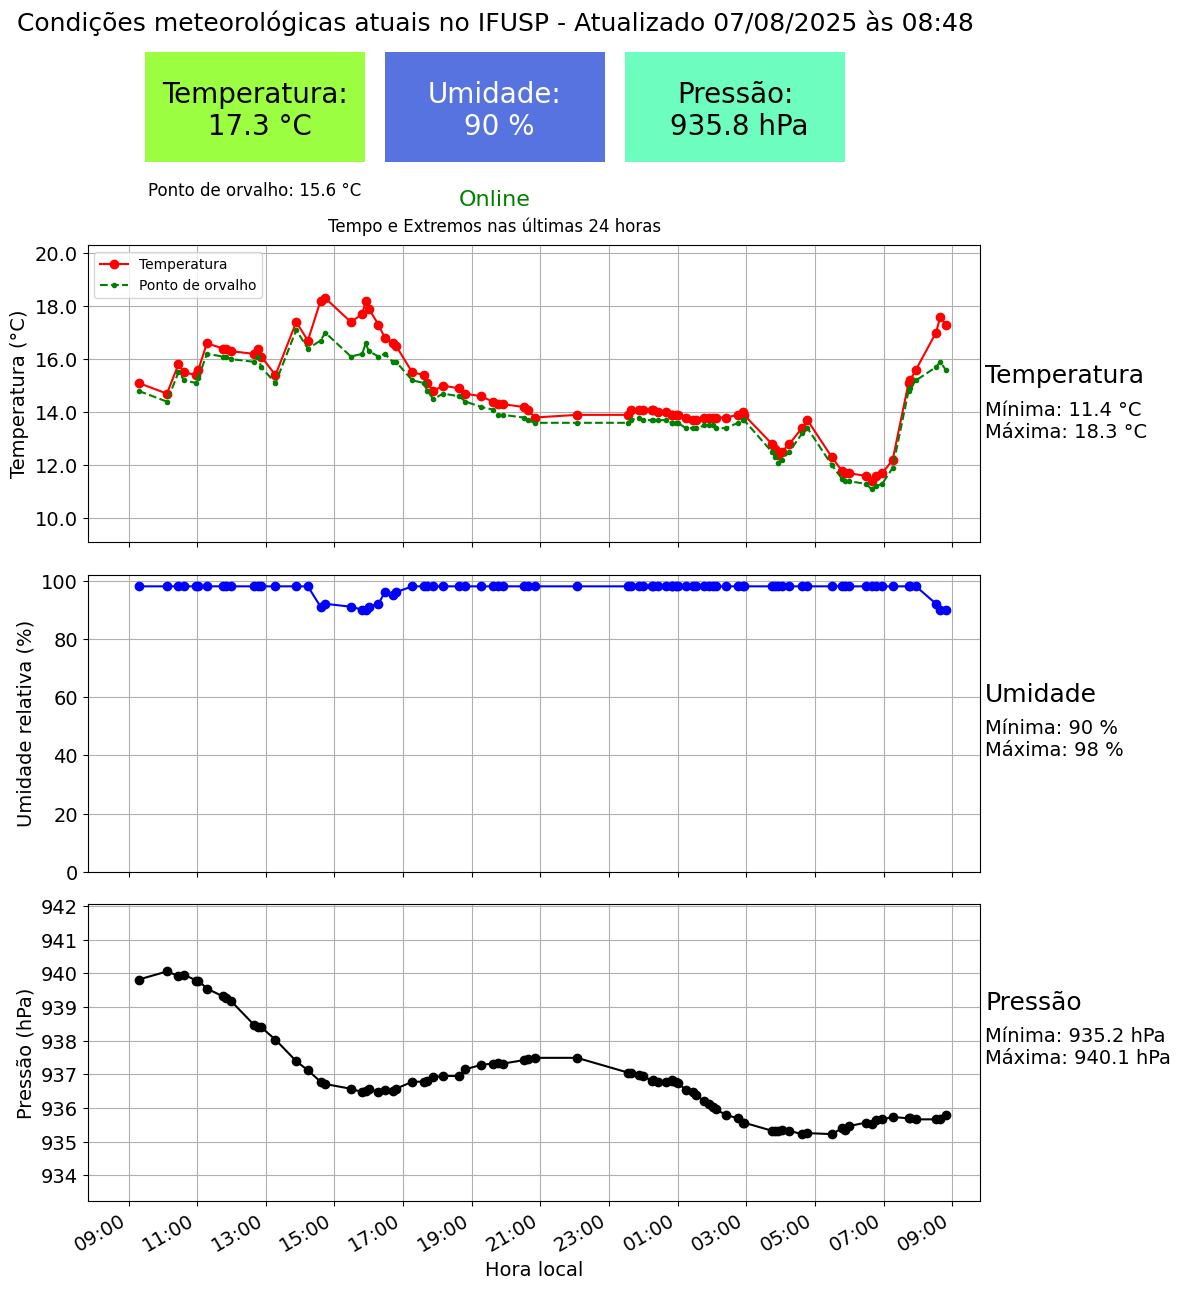 Condições meteorológicas atuais no IFUSP - Atualizado 07/08/2025 às 08:48
Temperatura:
17.3 °C
Umidade:
90 %
Pressão:
935.8 hPa
Ponto de orvalho: 15.6 °C
Online
Tempo e Extremos nas últimas 24 horas
Temperatura
Ponto de orvalho
Temperatura (°C)
20.0
18.0
16.0
14.0
12.0
10.0
Temperatura
Mínima: 11.4 °C
Máxima: 18.3 °C
Umidade relativa (%)
100
80
60
40
20
0
Umidade
Mínima: 90 %
Máxima: 98 %
Pressão (hPa)
942
941
940
939
938
937
936
935
934
Pressão
Mínima: 935.2 hPa
Máxima: 940.1 hPa
09:00 11:00 13:00 15:00 17:00 19:00 21:00 23:00 01:00 03:00 05:00 07:00 09:00
Hora local